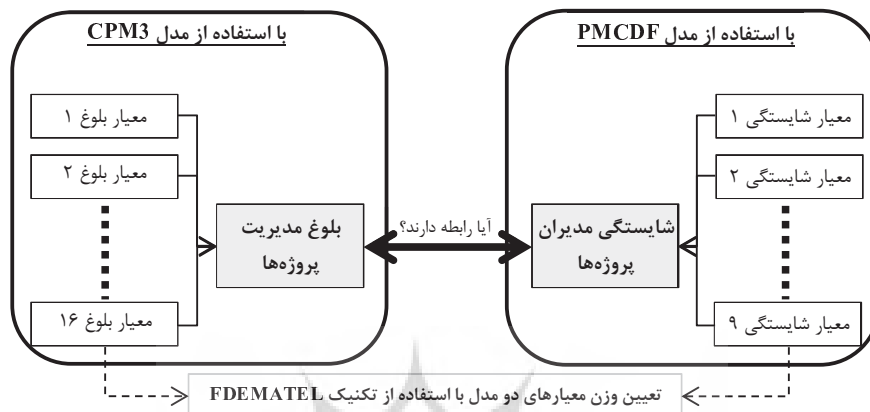 با استفاده از مدل PMCDF
معیار شایستگی ۱
معیار شایستگی ۲
معیار شایستگی ۹
شایستگی مدیران
پروژه‌ها
آیا رابطه دارند؟
با استفاده از مدل CPM3
معیار بلوغ ۱
معیار بلوغ ۲
معیار بلوغ ۱۶
بلوغ مدیریت
پروژه‌ها
تعیین وزن معیارهای دو مدل با استفاده از تکنیک FDEMATEL